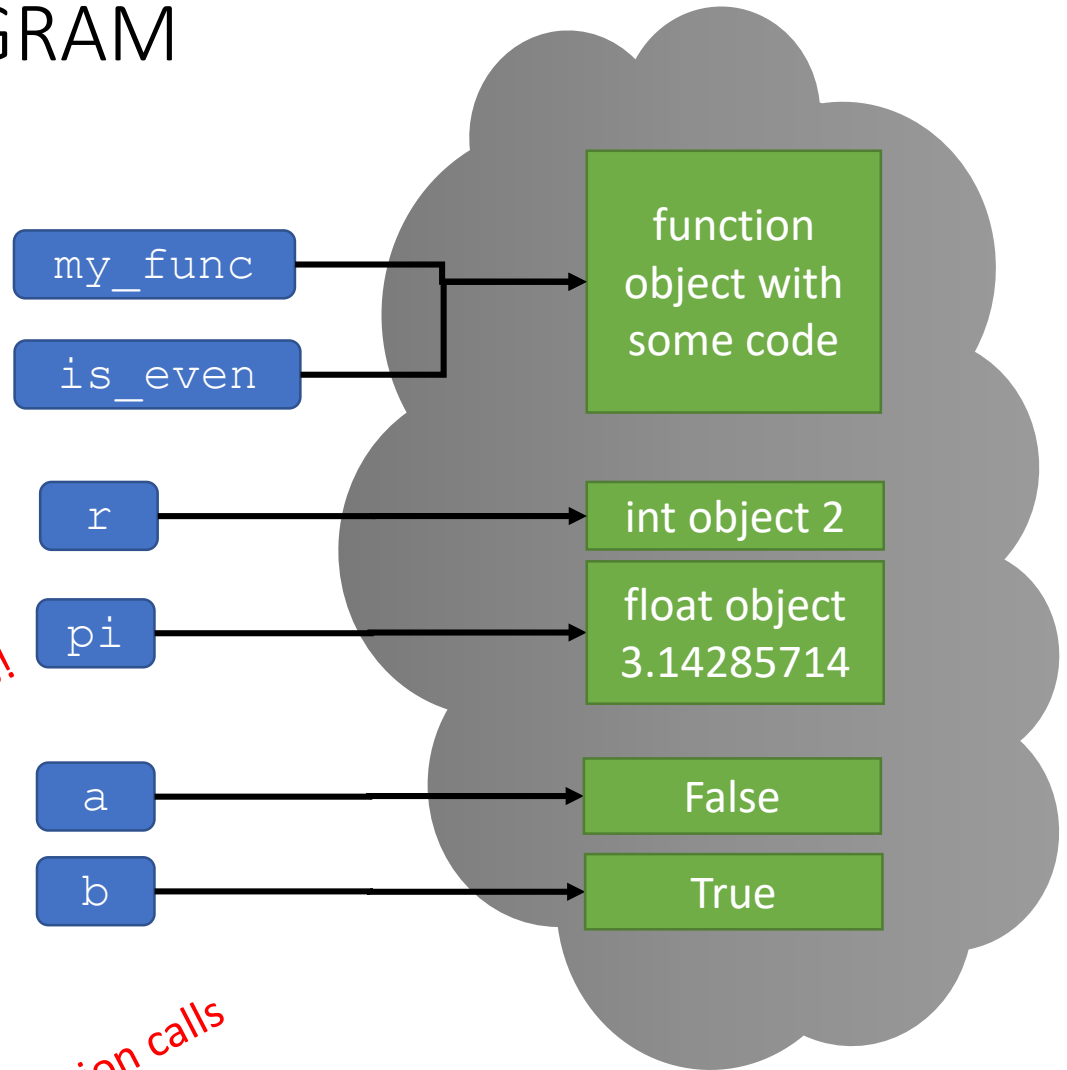 GRAM
my_func
function
object with
some code
is_even
r
int object 2
pi
float object
3.14285714
!
a
False
b
True
ion calls